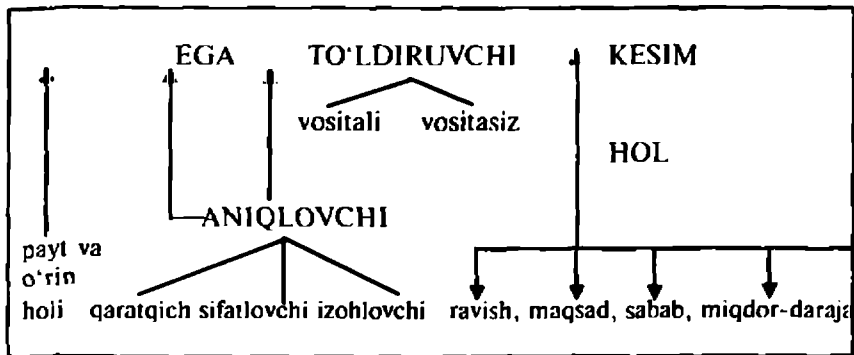 EGA TO‘LDIRUVCHI KESIM
vositali vositasiz
HOL
ANIQLOVCHI
payt va
o‘rin
holi qaratqich sifatlovchi izohlovchi ravish, maqsad, sabab, miqdor-daraja